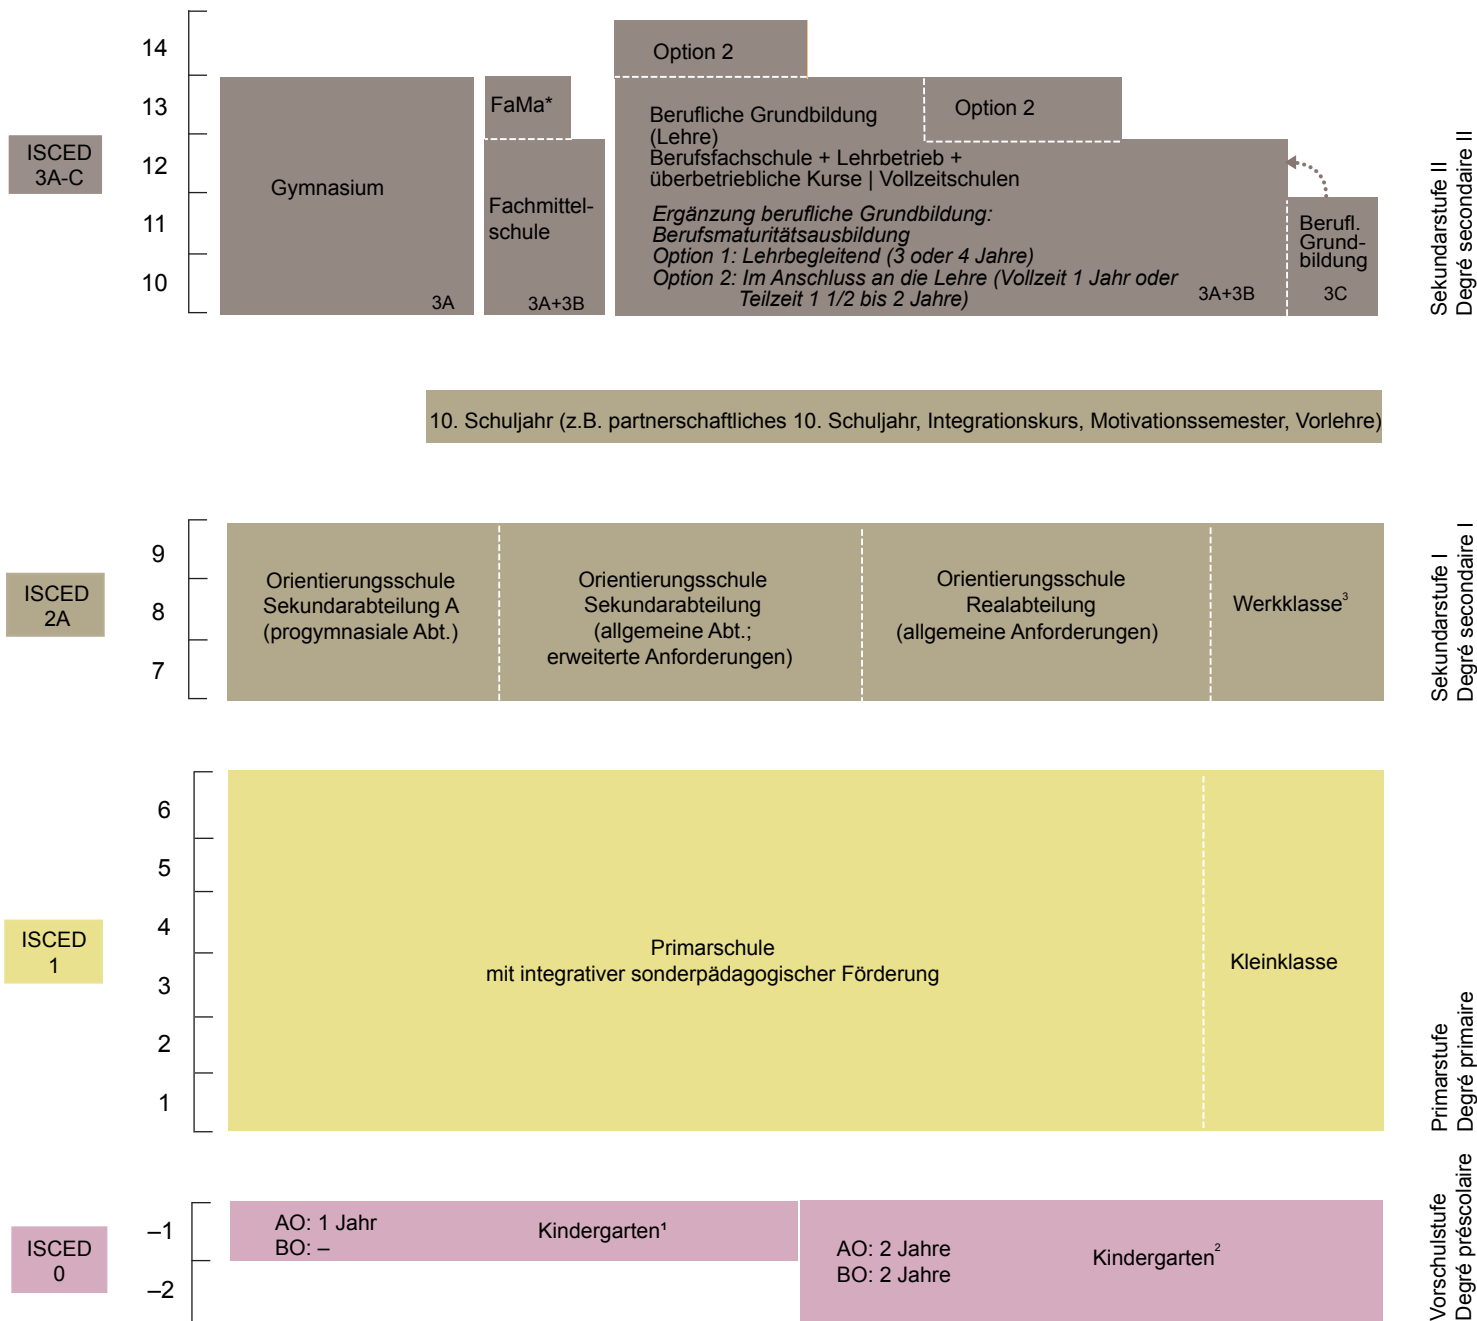 14
13
12
11
10
ISCED
3A-C
Gymnasium
3A
FaMa*
Fachmittel-
schule
3A+3B
Option 2
Berufliche Grundbildung
(Lehre)
Berufsfachschule + Lehrbetrieb +
überbetriebliche Kurse | Vollzeitschulen
Ergänzung berufliche Grundbildung:
Berufsmaturitätsausbildung
Option 1: Lehrbegleitend (3 oder 4 Jahre)
Option 2: Im Anschluss an die Lehre (Vollzeit 1 Jahr oder
Teilzeit 1 1/2 bis 2 Jahre)
Option 2
3A+3B
Berufl.
Grund-
bildung
3C
Sekundarstufe II
Degré secondaire II
10. Schuljahr (z.B. partnerschaftliches 10. Schuljahr, Integrationskurs, Motivationssemester, Vorlehre)
9
8
7
ISCED
2A
Orientierungsschule
Sekundarabteilung A
(progymnasiale Abt.)
Orientierungsschule
Sekundarabteilung
(allgemeine Abt.;
erweiterte Anforderungen)
Orientierungsschule
Realabteilung
(allgemeine Anforderungen)
Werkklasse³
Sekundarstufe I
Degré secondaire I
6
5
4
3
2
1
ISCED
1
Primarschule
mit integrativer sonderpädagogischer Förderung
Kleinklasse
Primarstufe
Degré primaire
–1
–2
ISCED
0
AO: 1 Jahr
BO: –
Kindergarten¹
AO: 2 Jahre
BO: 2 Jahre
Kindergarten²
Vorschulstufe
Degré préscolaire